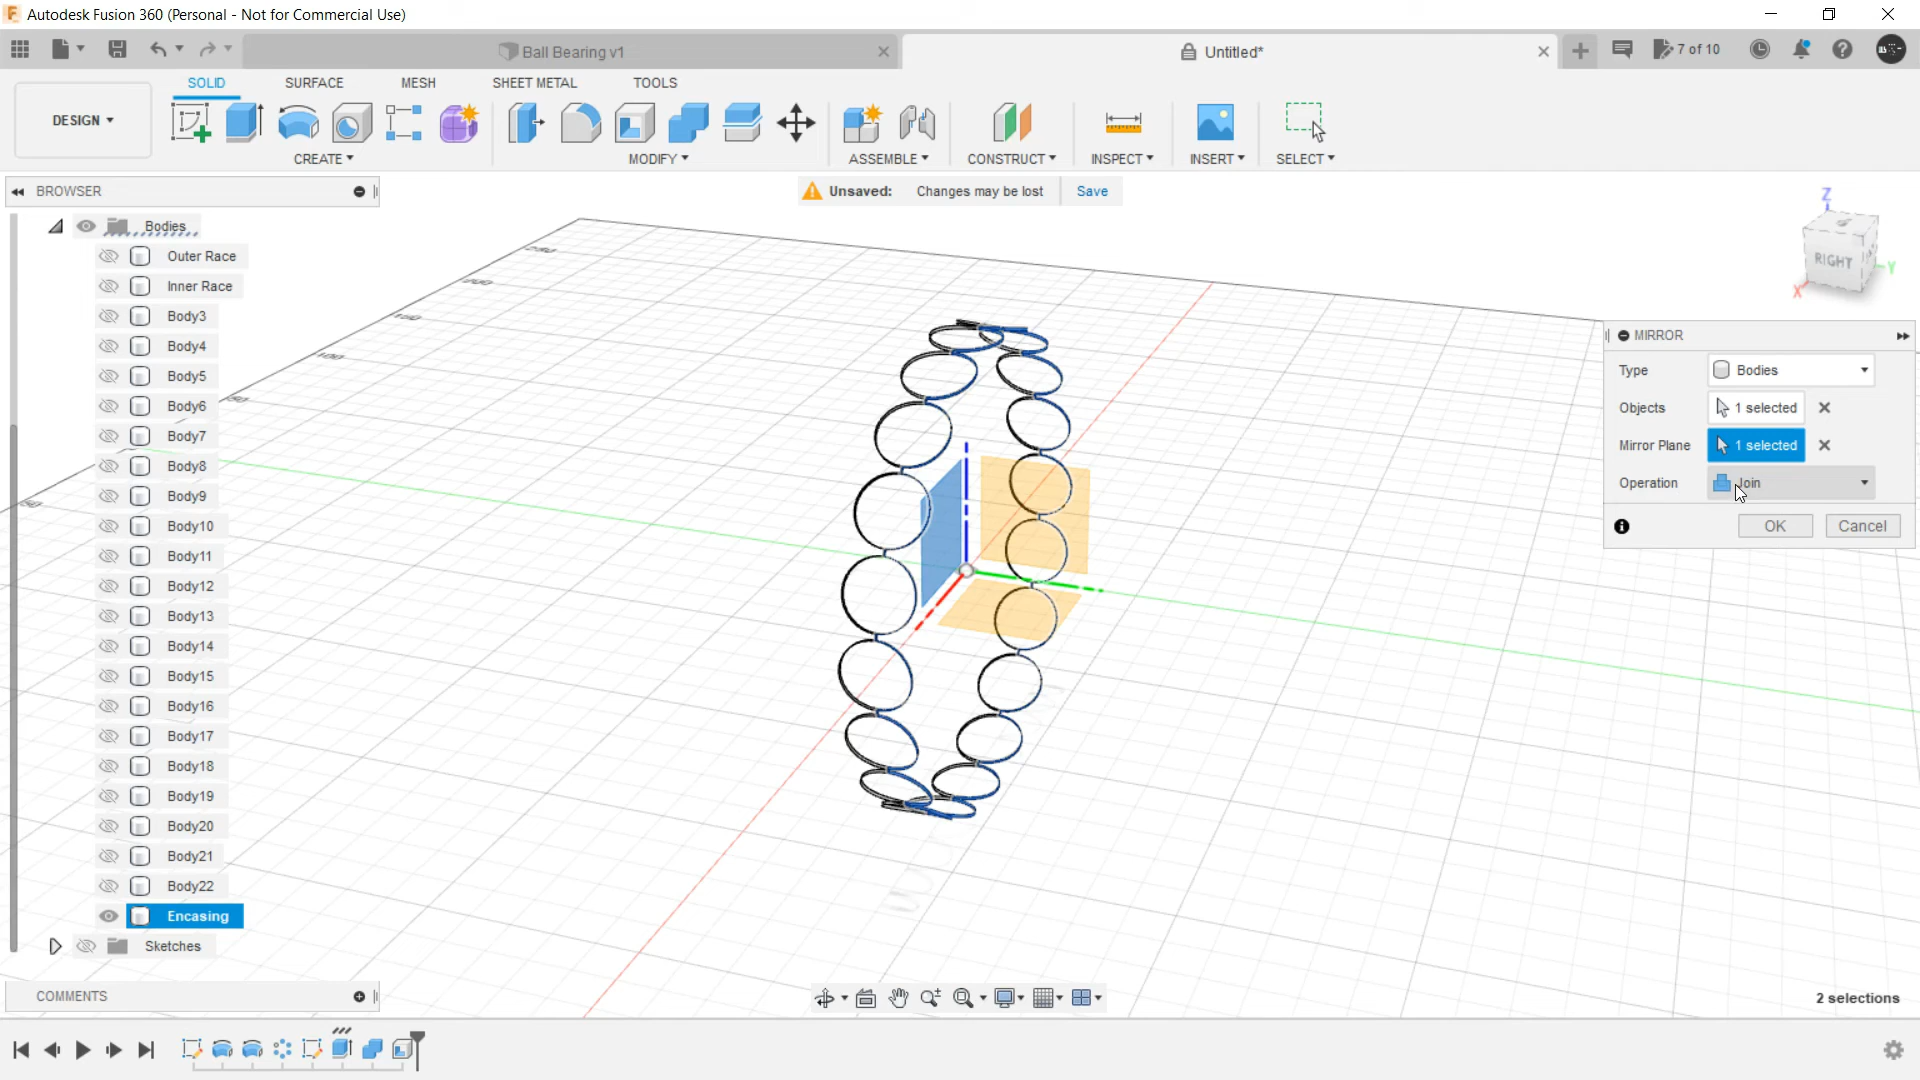 Autodesk Fusion 360 (Personal - Not for Commercial Use)
Ball Bearing v1
Untitled*
7 of 10
SOLID
SURFACE
MESH
SHEET METAL
TOOLS
DESIGN
CREATE
MODIFY
ASSEMBLE
CONSTRUCT
INSPECT
INSERT
SELECT
BROWSER
Unsaved:
Changes may be lost
Save
Bodies
Outer Race
Inner Race
Body3
Body4
Body5
Body6
Body7
Body8
Body9
Body10
Body11
Body12
Body13
Body14
Body15
Body16
Body17
Body18
Body19
Body20
Body21
Body22
Encasing
Sketches
COMMENTS
Z
Y
X
RIGHT
MIRROR
Type
Bodies
Objects
1 selected
Mirror Plane
1 selected
Operation
Join
OK
Cancel
2 selections